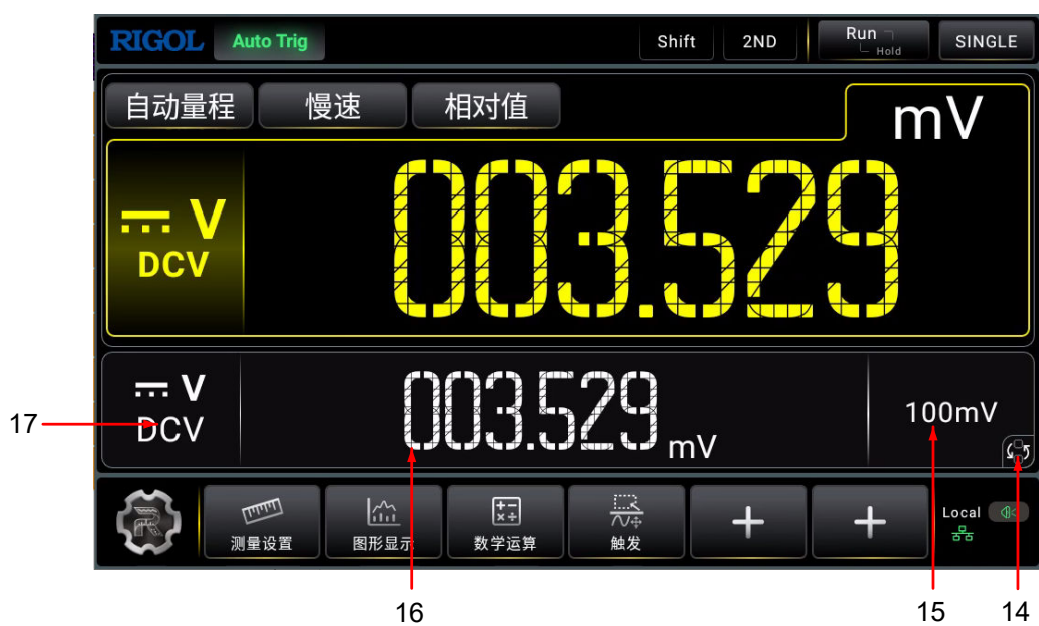 RIGOL
Auto Trig
Shift
2ND
Run
Hold
SINGLE
自动量程
慢速
相对值
mV
V
DCV
003.529
V
DCV
003.529
mV
100mV
17
测量设置
图形显示
数学运算
触发
Local
16
15
14